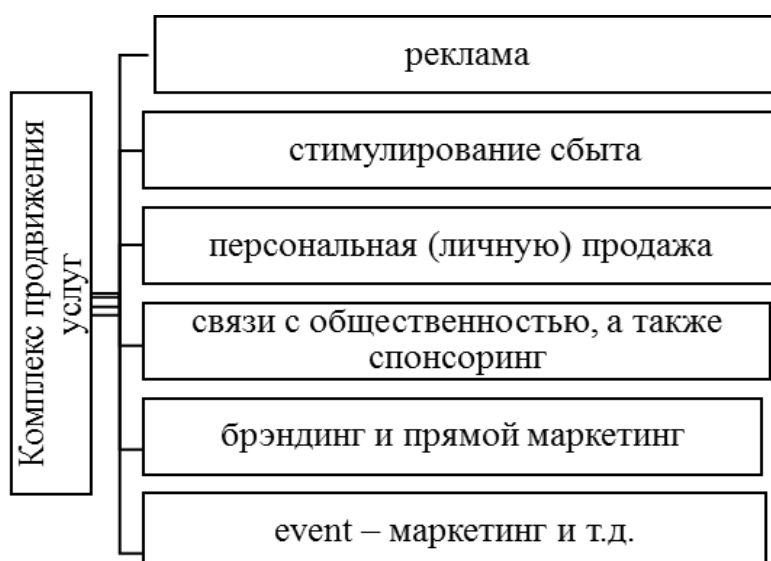 Комплекс продвижения
услуг
реклама
стимулирование сбыта
персональная (личную) продажа
связи с общественностью, а также
спонсоринг
брэндинг и прямой маркетинг
event – маркетинг и т.д.